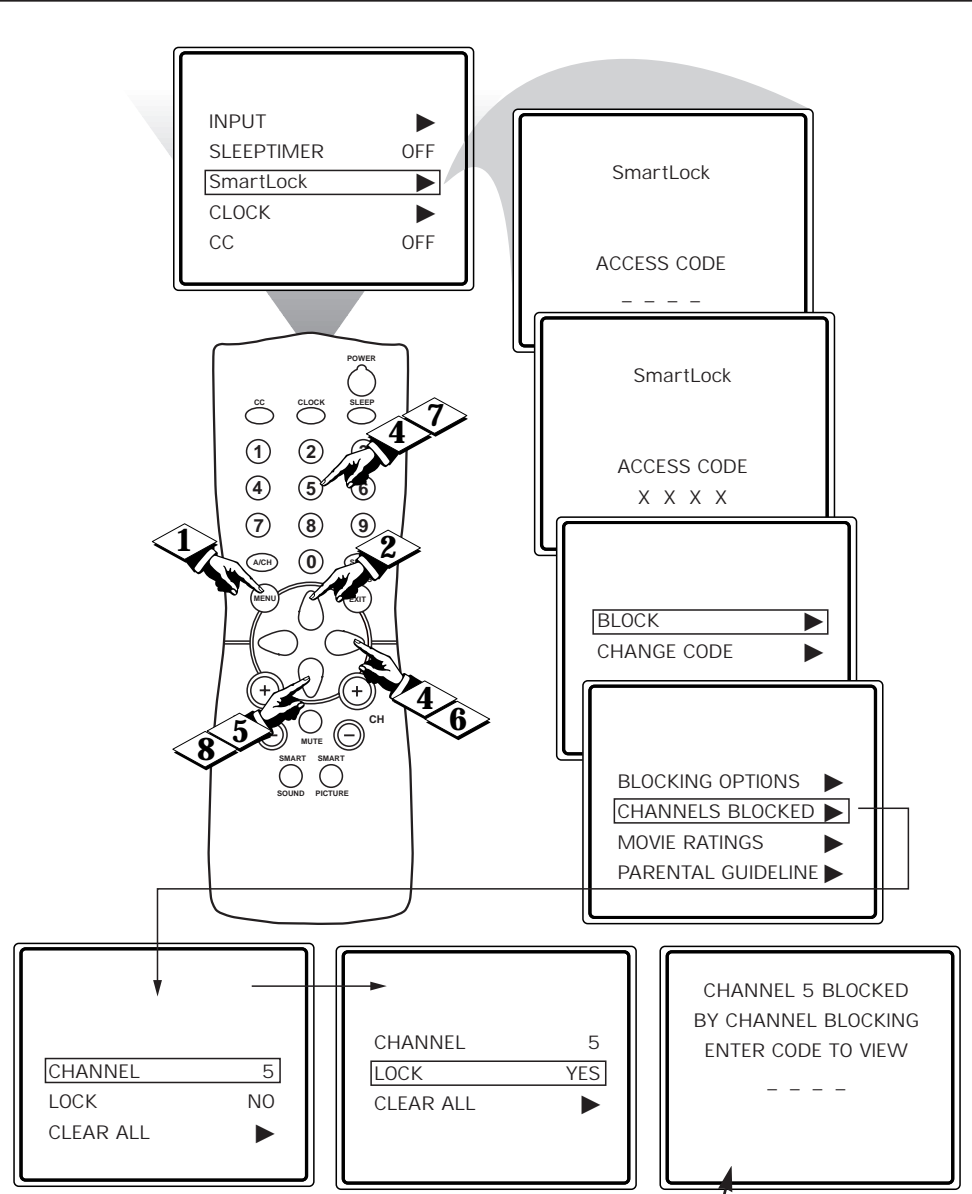 INPUT
SLEEPTIMER OFF
SmartLock
CLOCK
CC OFF
SmartLock
ACCESS CODE
_ _ _ _
SmartLock
ACCESS CODE
X X X X
BLOCK
CHANGE CODE
BLOCKING OPTIONS
CHANNELS BLOCKED
MOVIE RATINGS
PARENTAL GUIDELINE
POWER
CC CLOCK SLEEP
4 7
1 2
4 5 6
7 8 9
1
2
A/CH 0
MENU EXIT
+ +
4 6
8 5
CH
MUTE
SMART SMART
SOUND PICTURE
CHANNEL 5
LOCK NO
CLEAR ALL
CHANNEL 5
LOCK YES
CLEAR ALL
CHANNEL 5 BLOCKED
BY CHANNEL BLOCKING
ENTER CODE TO VIEW
_ _ _ _